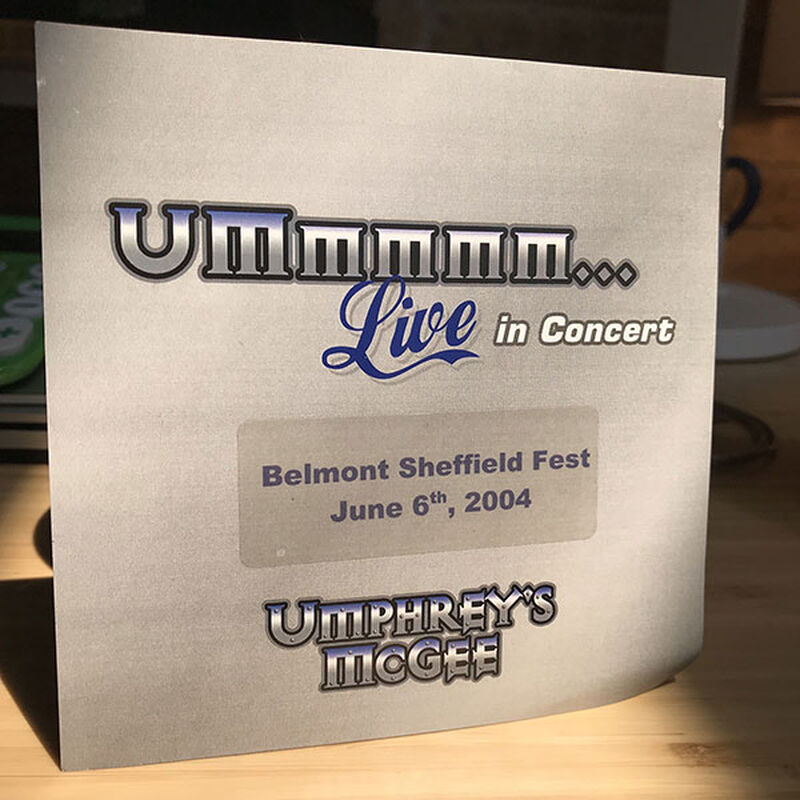 UMmmmm...
Live in Concert
Belmont Sheffield Fest
June 6th, 2004
UMPHREY'S
MCGEE